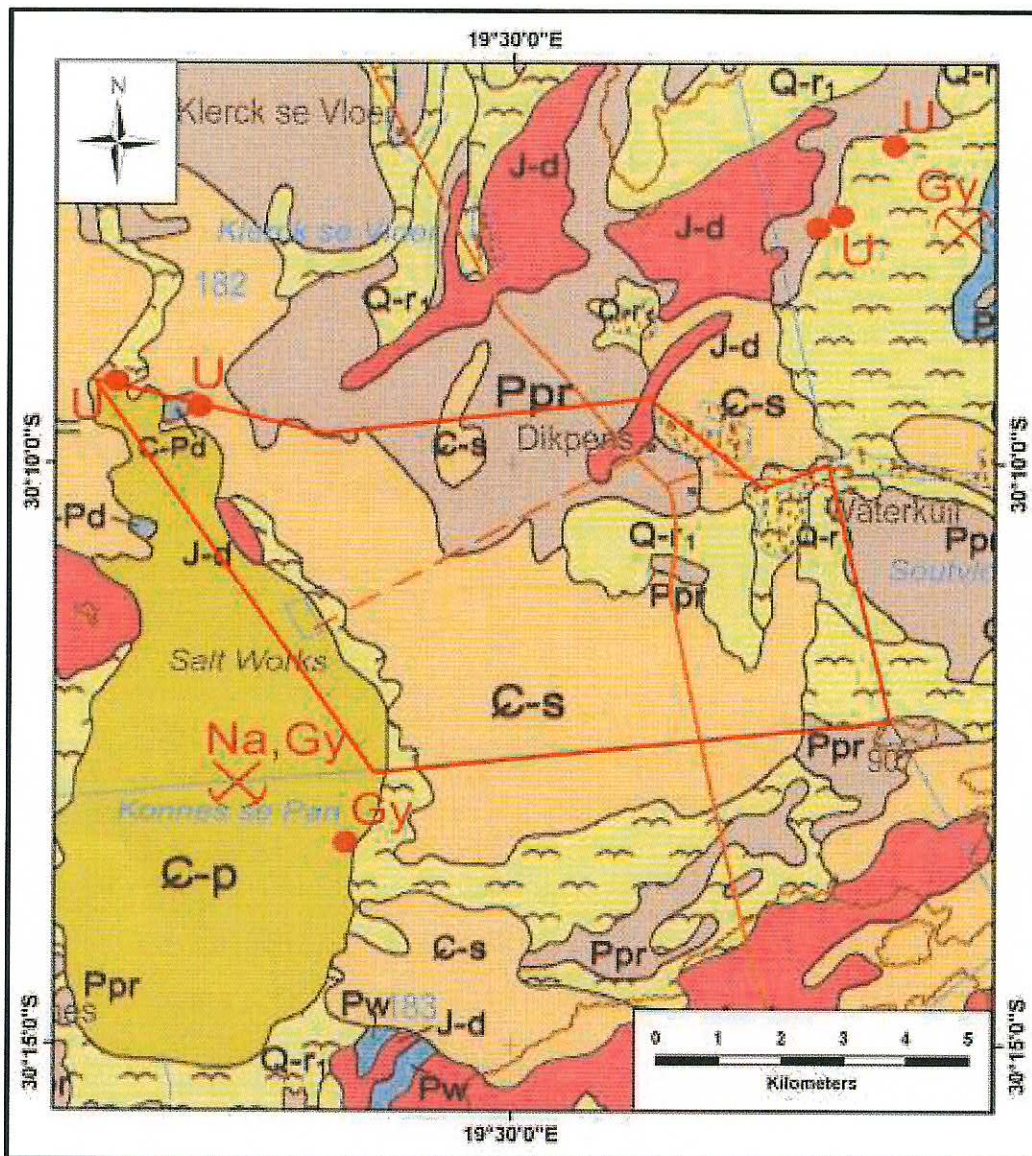 19°30'0"E
N
Klerck se Vloer
Q-r₁
Q-r
U
J-d
Gy
Klerck se Vloer
J-d
U
182
Q-r₁
Q-r₁
J-d
U
U
Ppr
Є-s
Є-Pd
Є-s
Dikpens
30°10'0"S
30°10'0"S
-Pd
Waterkuil
J-d
Q-r₁
Q-r₁
Pp
Ppr
Salt Works
Є-s
Na, Gy
Ppr
90
Konnes se Pan
Gy
Є-p
Є-s
Ppr
Ppr
Pw
183
J-d
Q-r₁
Pw
30°15'0"S
30°15'0"S
0 1 2 3 4 5
Kilometers
19°30'0"E